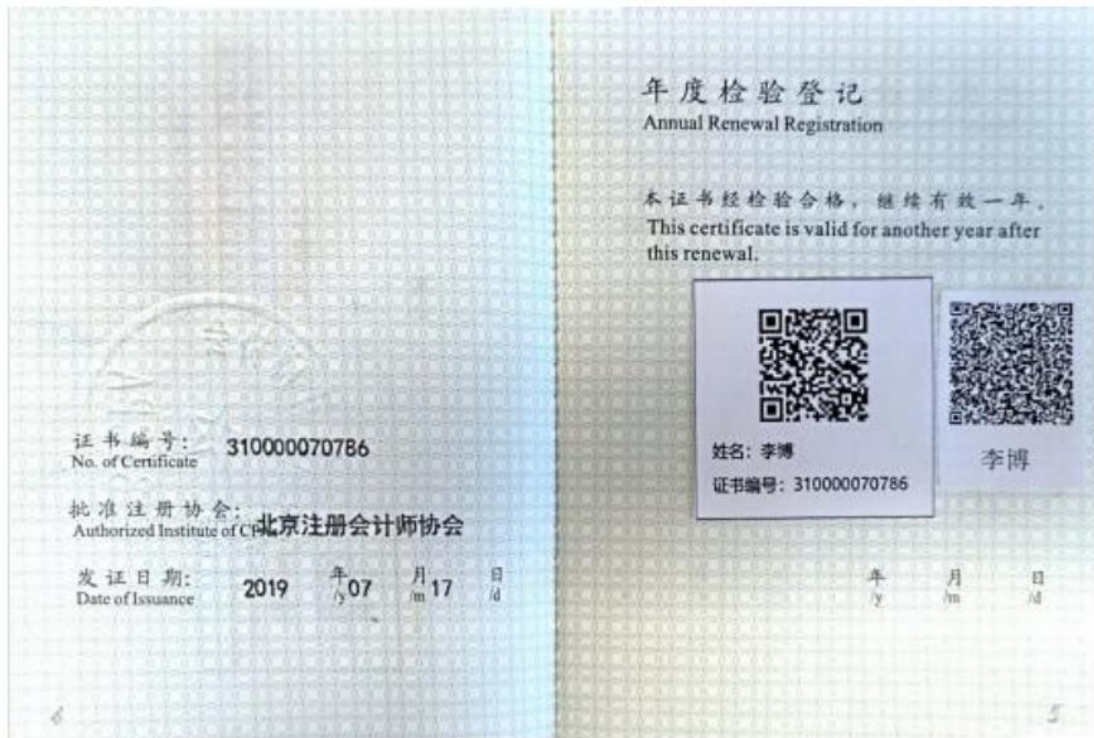 证书编号: 310000070786
No. of Certificate
批准注册协会: 北京注册会计师协会
Authorized Institute of CP
发证日期: 2019 年 07 月 17 日
Date of Issuance /y /m /d
6
年度检验登记
Annual Renewal Registration
本证书经检验合格，继续有效一年。
This certificate is valid for another year after
this renewal.
姓名：李博
证书编号：310000070786
李博
年 月 日
/y /m /d
5